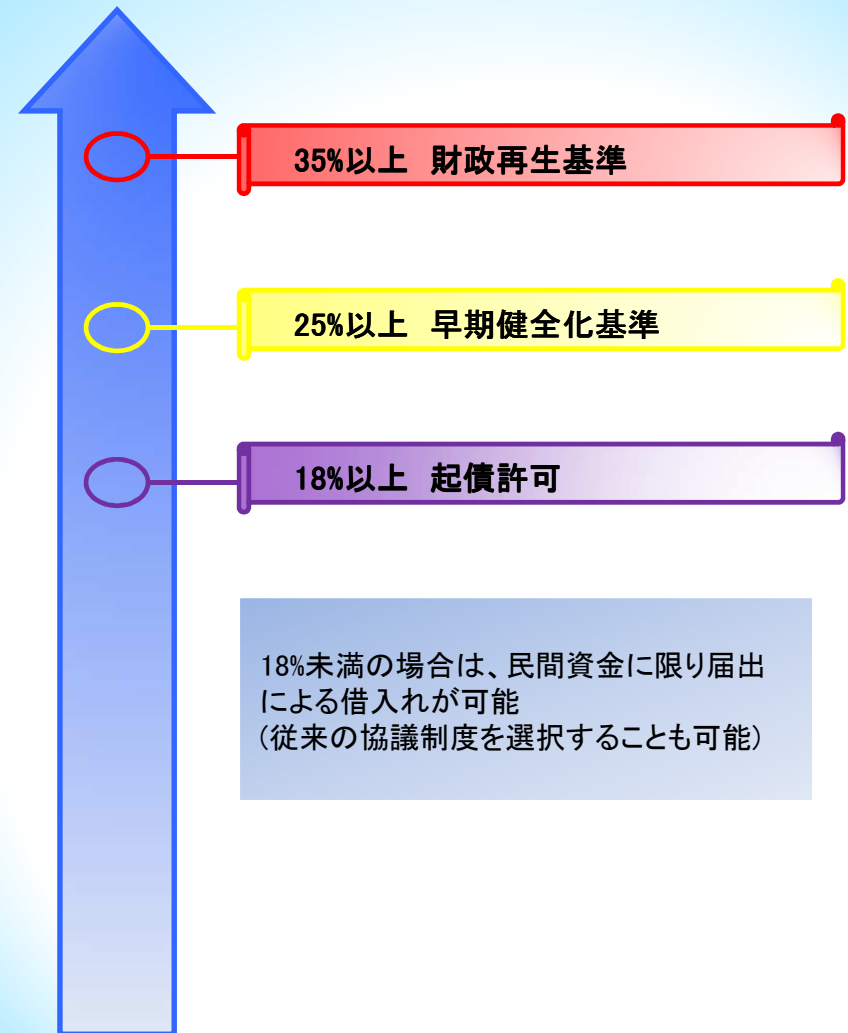 35%以上　財政再生基準
25%以上　早期健全化基準
18%以上　起債許可
18%未満の場合は、民間資金に限り届出
による借入れが可能
(従来の協議制度を選択することも可能)